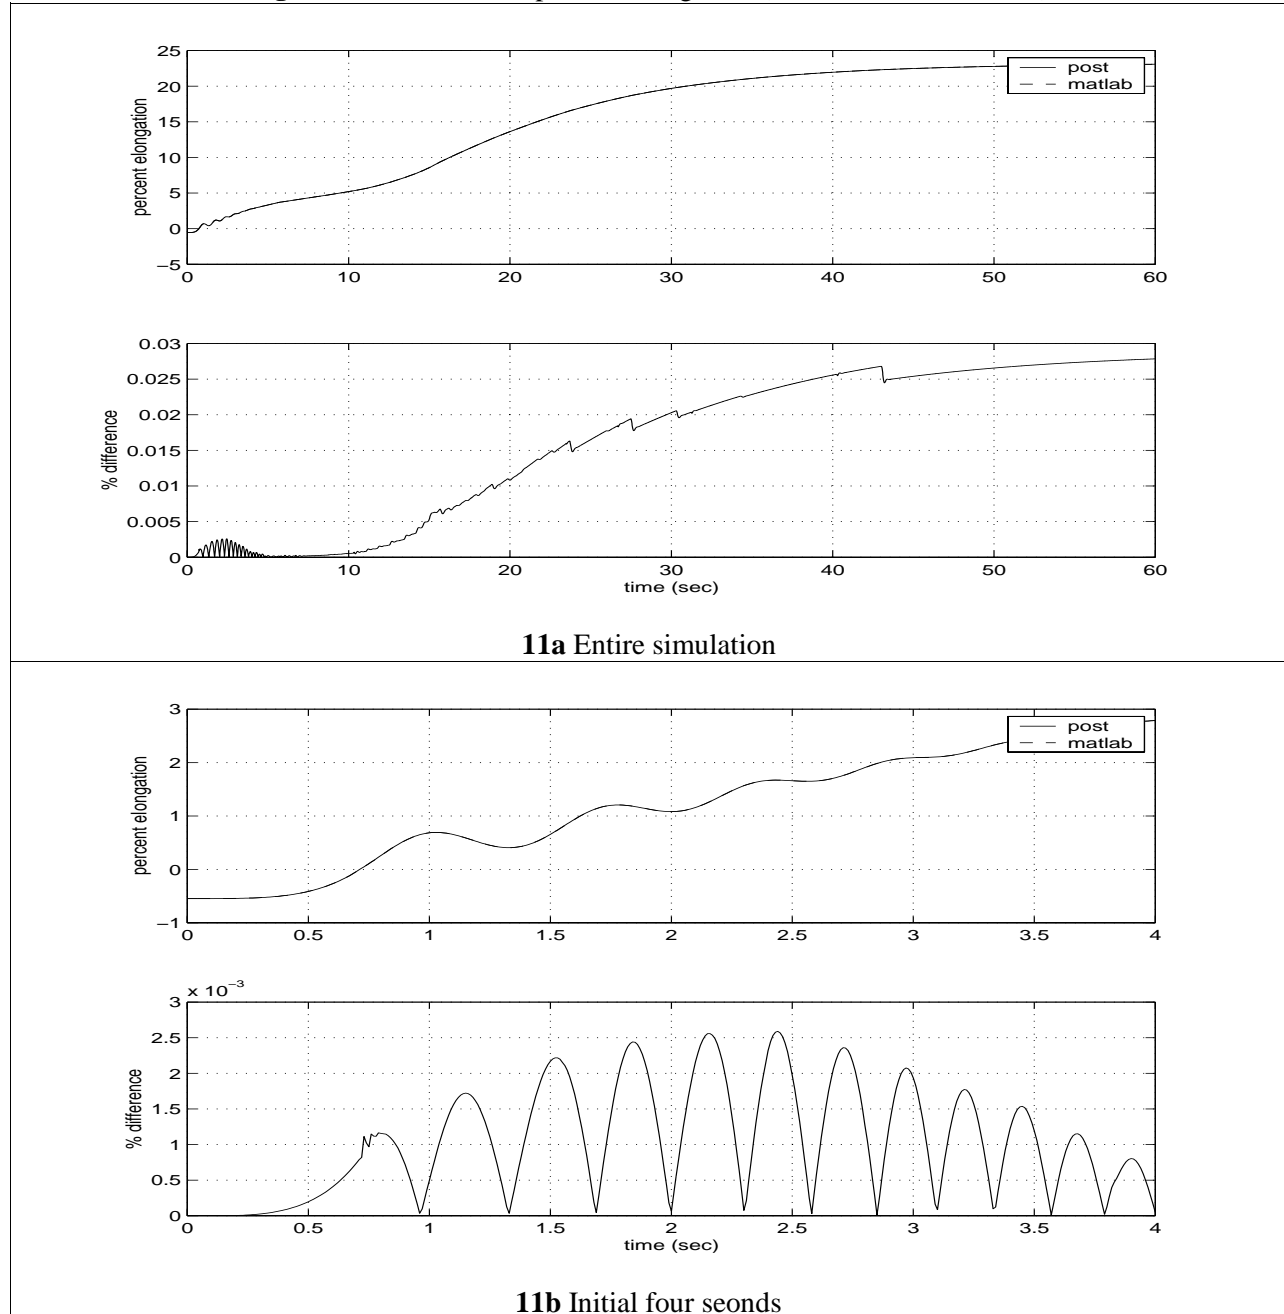 25
20
15
10
5
0
−5
percent elongation
post
matlab
0 10 20 30 40 50 60
0.03
0.025
0.02
0.015
0.01
0.005
0
% difference
0 10 20 30 40 50 60
time (sec)
11a Entire simulation
3
2
1
0
−1
percent elongation
post
matlab
0 0.5 1 1.5 2 2.5 3 3.5 4
x 10−3
3
2.5
2
1.5
1
0.5
0
% difference
0 0.5 1 1.5 2 2.5 3 3.5 4
time (sec)
11b Initial four seonds